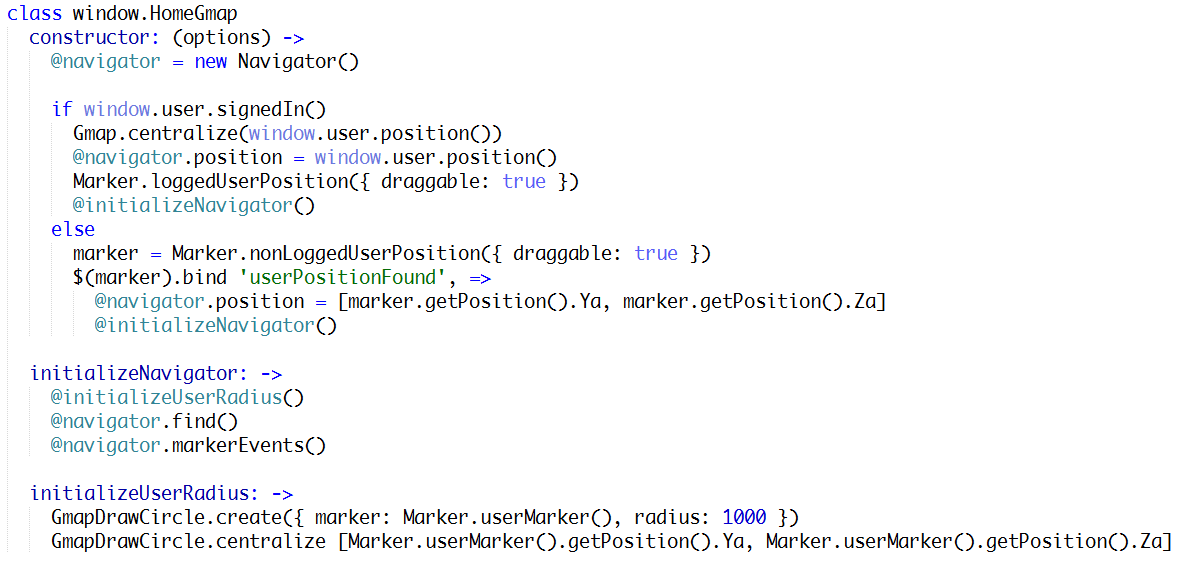 class window.HomeGmap
  constructor: (options) ->
    @navigator = new Navigator()

    if window.user.signedIn()
      Gmap.centralize(window.user.position())
      @navigator.position = window.user.position()
      Marker.loggedUserPosition({ draggable: true })
      @initializeNavigator()
    else
      marker = Marker.nonLoggedUserPosition({ draggable: true })
      $(marker).bind 'userPositionFound', =>
        @navigator.position = [marker.getPosition().Ya, marker.getPosition().Za]
        @initializeNavigator()

  initializeNavigator: ->
    @initializeUserRadius()
    @navigator.find()
    @navigator.markerEvents()

  initializeUserRadius: ->
    GmapDrawCircle.create({ marker: Marker.userMarker(), radius: 1000 })
    GmapDrawCircle.centralize [Marker.userMarker().getPosition().Ya, Marker.userMarker().getPosition().Za]